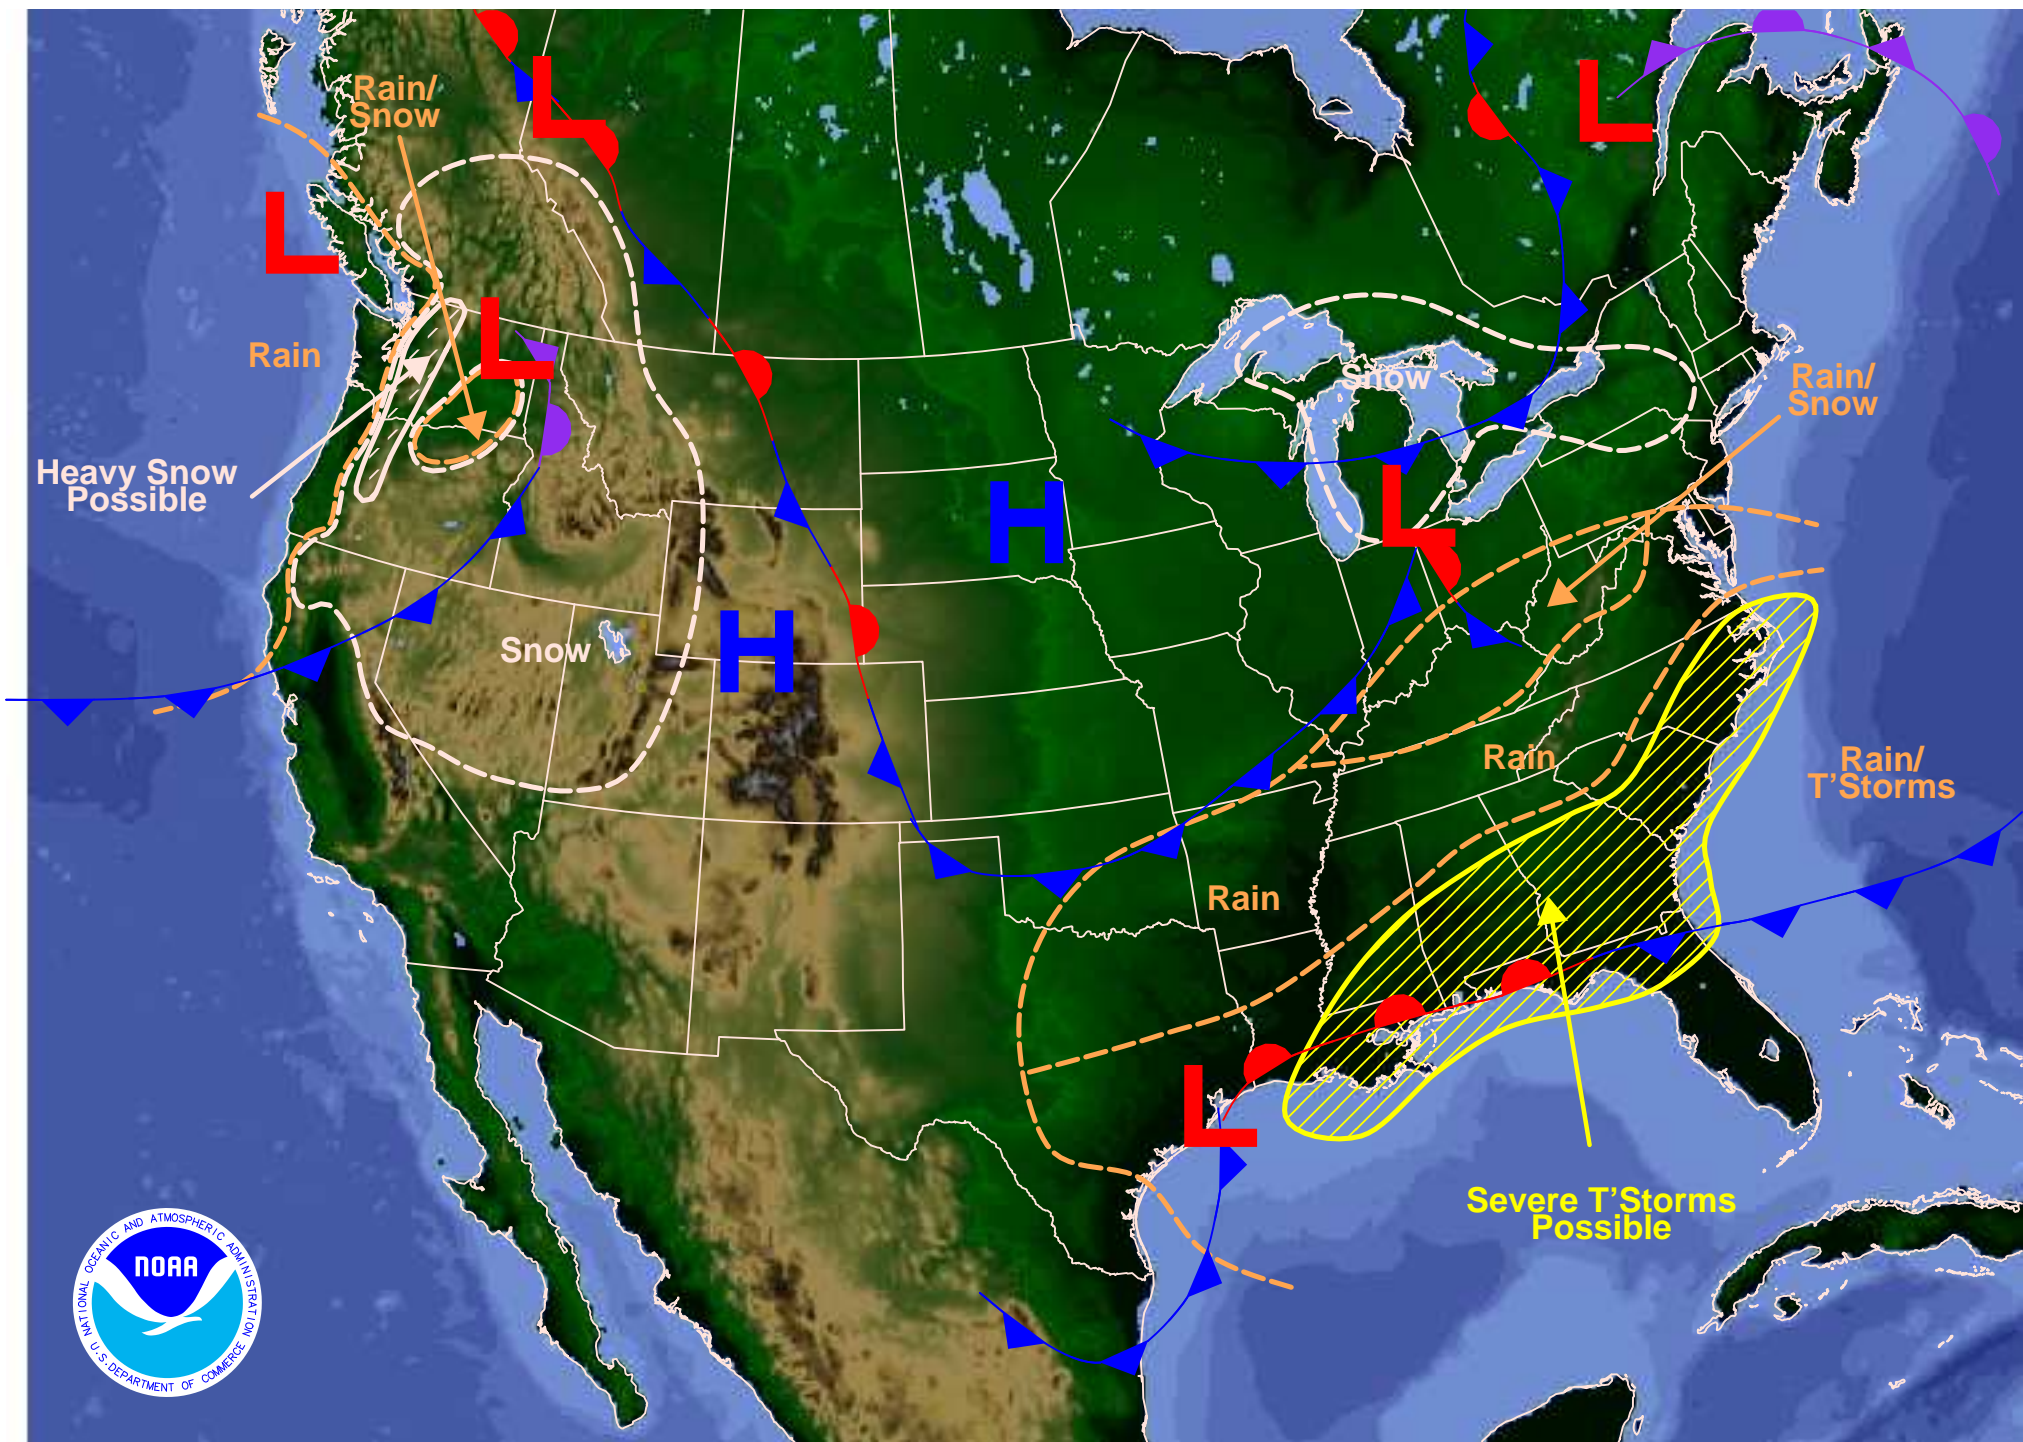 Rain/
Snow
L
L
L
L
Rain
Heavy Snow
Possible
Snow
H
H
Snow
L
Rain/
Snow
Rain
Rain/
T'Storms
Rain
L
Severe T'Storms
Possible
NOAA
NATIONAL OCEANIC AND ATMOSPHERIC ADMINISTRATION
U.S. DEPARTMENT OF COMMERCE